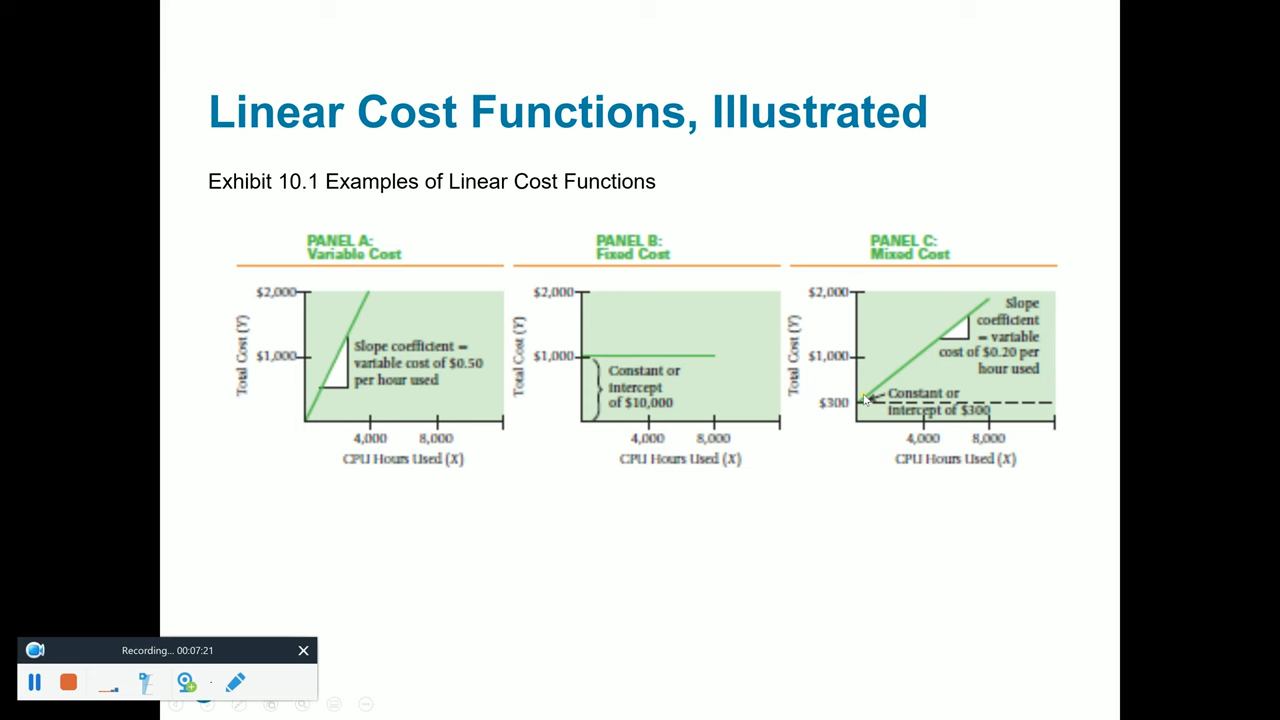 Linear Cost Functions, Illustrated
Exhibit 10.1 Examples of Linear Cost Functions
PANEL A:
Variable Cost
$2,000
$1,000
Total Cost (Y)
Slope coefficient =
variable cost of $0.50
per hour used
4,000 8,000
CPU Hours Used (X)
PANEL B:
Fixed Cost
$2,000
$1,000
Total Cost (Y)
Constant or
intercept
of $10,000
4,000 8,000
CPU Hours Used (X)
PANEL C:
Mixed Cost
$2,000
$1,000
$300
Total Cost (Y)
Slope
coefficient
= variable
cost of $0.20 per
hour used
Constant or
intercept of $300
4,000 8,000
CPU Hours Used (X)
Recording... 00:07:21